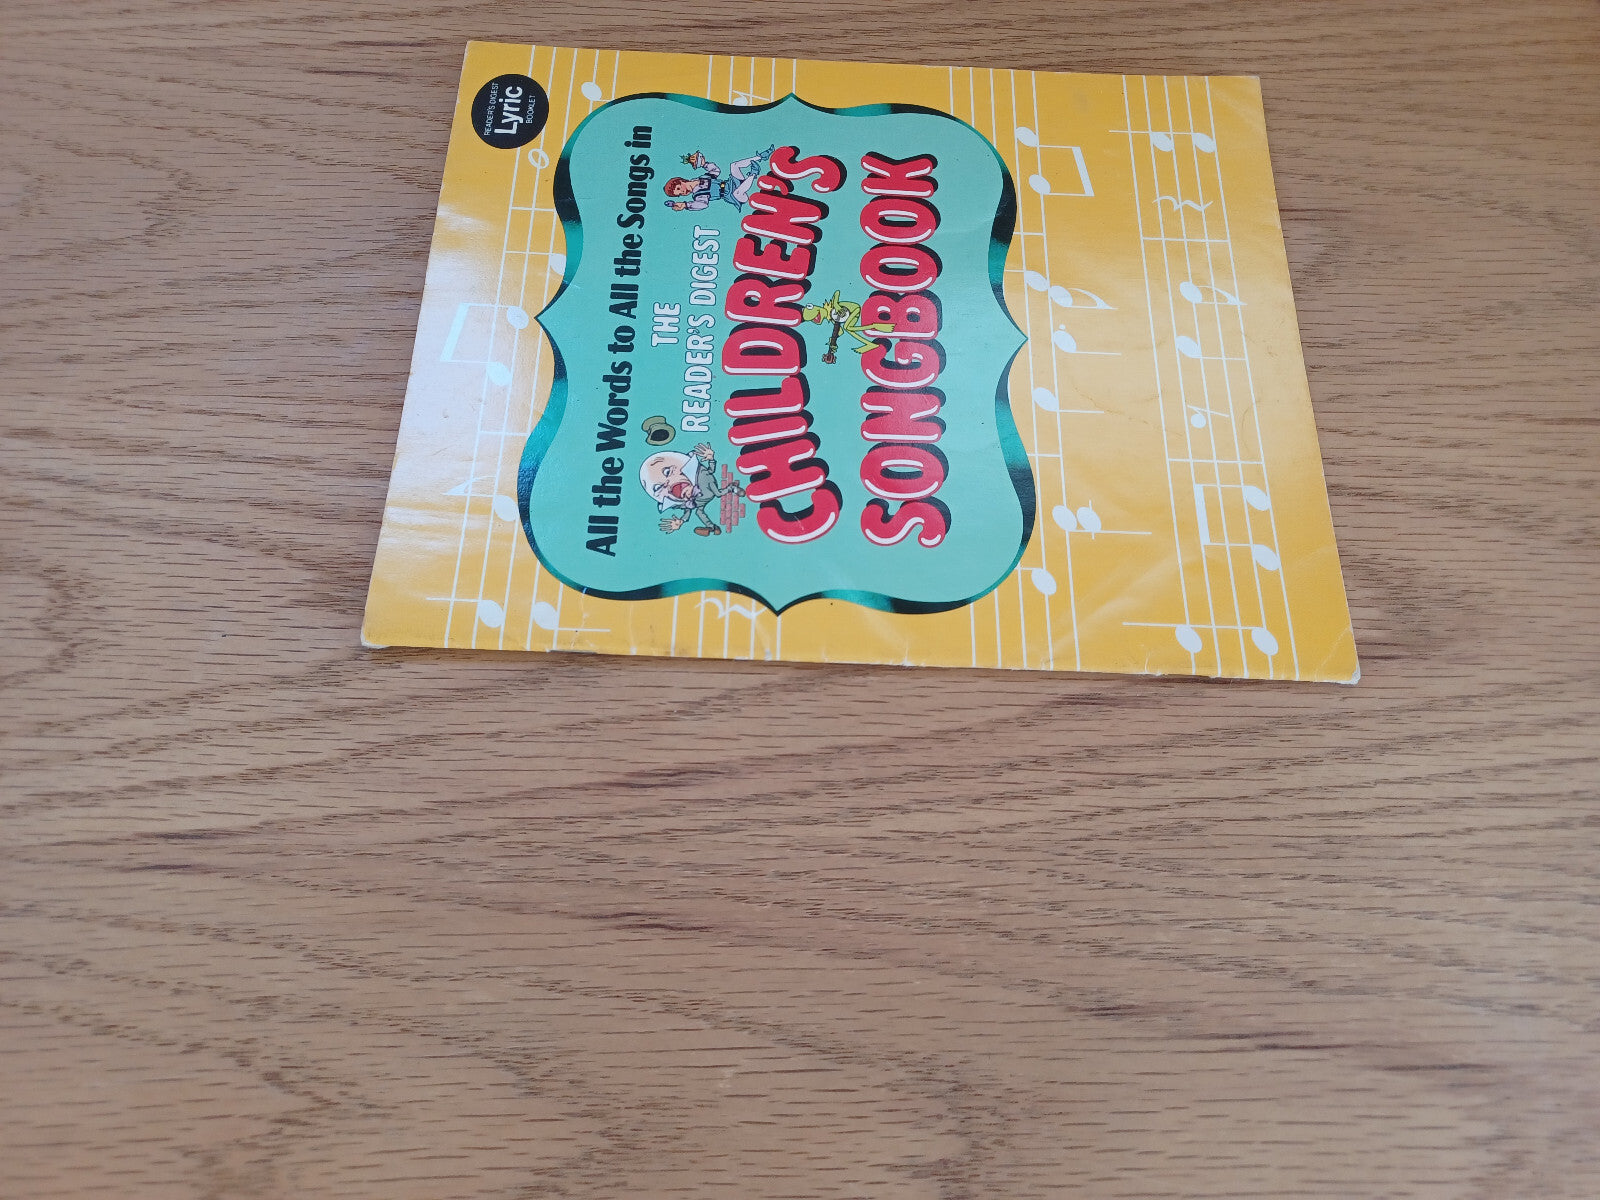 READER'S DIGEST
Lyric
BOOKLET
All the Words to All the Songs in
THE
READER'S DIGEST
CHILDREN'S
SONGBOOK